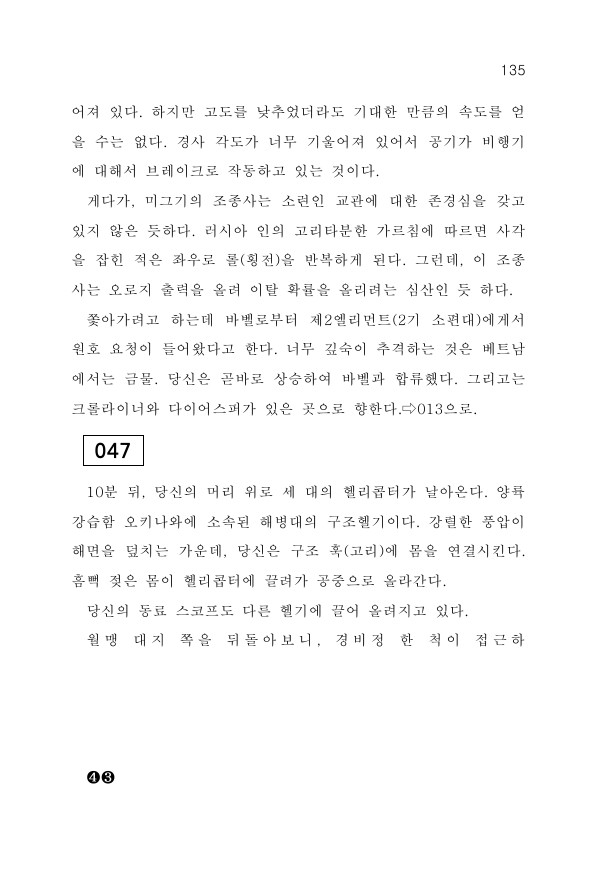 135
어져 있다. 하지만 고도를 낮추었더라도 기대한 만큼의 속도를 얻
을 수는 없다. 경사 각도가 너무 기울어져 있어서 공기가 비행기
에 대해서 브레이크로 작동하고 있는 것이다.
게다가, 미그기의 조종사는 소련인 교관에 대한 존경심을 갖고
있지 않은 듯하다. 러시아 인의 고리타분한 가르침에 따르면 사각
을 잡힌 적은 좌우로 롤(횡전)을 반복하게 된다. 그런데, 이 조종
사는 오로지 출력을 올려 이탈 확률을 올리려는 심산인 듯 하다.
쫓아가려고 하는데 바벨로부터 제2엘리먼트(2기 소편대)에게서
원호 요청이 들어왔다고 한다. 너무 깊숙이 추격하는 것은 베트남
에서는 금물. 당신은 곧바로 상승하여 바벨과 합류했다. 그리고는
크롤라이너와 다이어스퍼가 있은 곳으로 향한다.⇨013으로.
047
10분 뒤, 당신의 머리 위로 세 대의 헬리콥터가 날아온다. 양륙
강습함 오키나와에 소속된 해병대의 구조헬기이다. 강렬한 풍압이
해면을 덮치는 가운데, 당신은 구조 훅(고리)에 몸을 연결시킨다.
흠뻑 젖은 몸이 헬리콥터에 끌려가 공중으로 올라간다.
당신의 동료 스코프도 다른 헬기에 끌어 올려지고 있다.
월맹 대지 쪽을 뒤돌아보니, 경비정 한 척이 접근하
❹❸